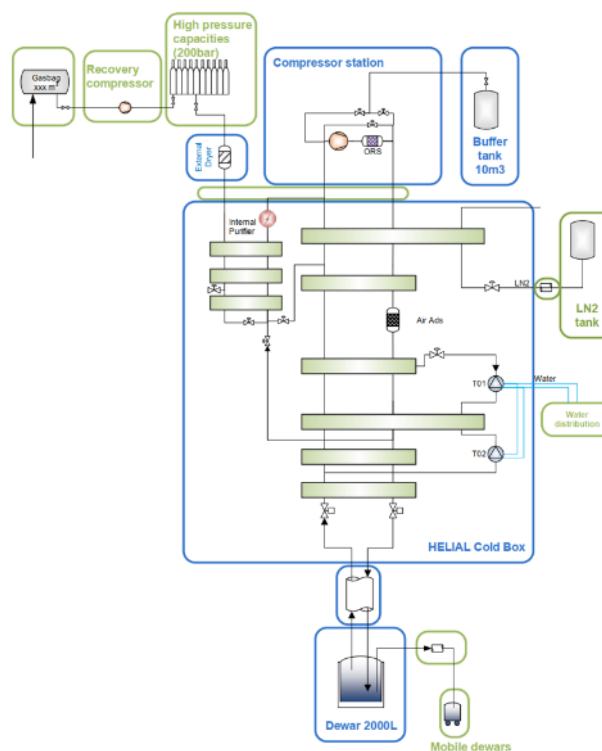 High pressure
capacities
(200bar)
Gasbag
xxx m³
Recovery
compressor
Compressor station
ORS
Buffer
tank
10m3
External
Dryer
Internal
Purifier
LN2
LN2
tank
Air Ads
T01
Water
Water
distribution
T02
HELIAL Cold Box
Dewar 2000L
Mobile dewars